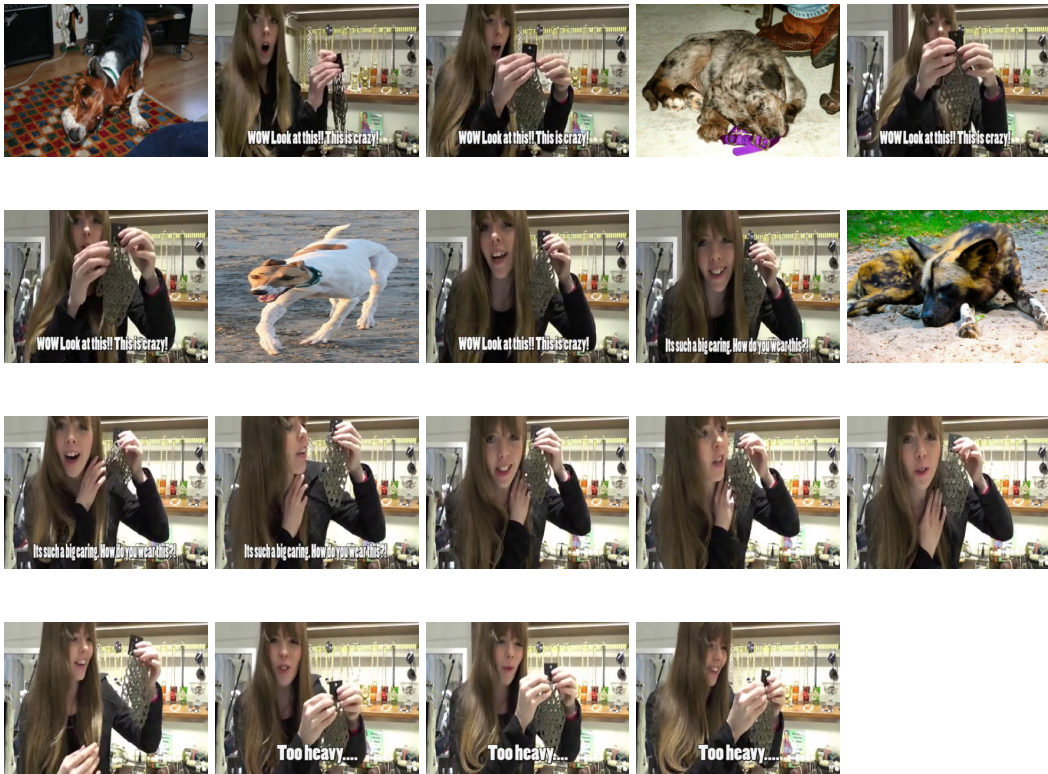 WOW Look at this!! This is crazy!
WOW Look at this!! This is crazy!
WOW Look at this!! This is crazy!
WOW Look at this!! This is crazy!
WOW Look at this!! This is crazy!
Its such a big earing. How do you wear this?!
Its such a big earing. How do you wear this?!
Its such a big earing. How do you wear this?!
Too heavy....
Too heavy....
Too heavy....